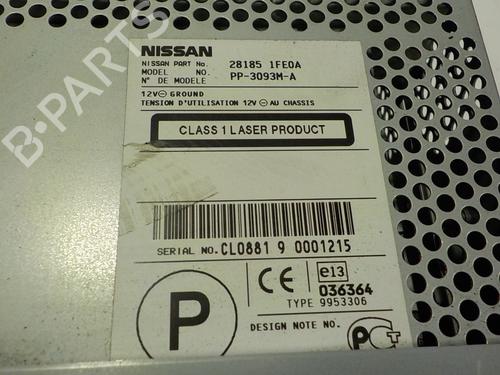 NISSAN
NISSAN PART No. 28185 1FE0A
MODEL NO. PP-3093M-A
N° DE MODELE
12V⊖GROUND
TENSION D'UTILISATION 12V⊖ AU CHASSIS
CLASS 1 LASER PRODUCT
SERIAL NO. CL0881 9 0001215
CE e13
036364
TYPE 9953306
P
DESIGN NOTE NO.
PCT
B-PARTS